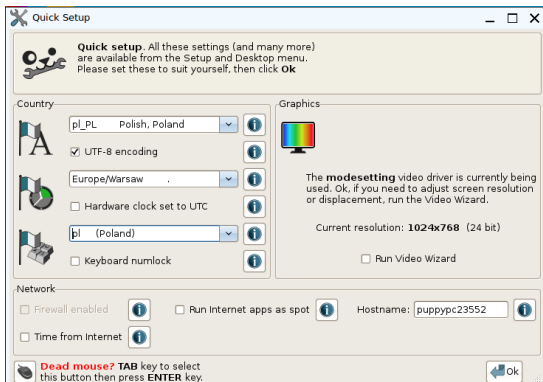 Quick Setup
Quick setup. All these settings (and many more)
are available from the Setup and Desktop menu.
Please set these to suit yourself, then click Ok
Country
pl_PL Polish, Poland
UTF-8 encoding
Europe/Warsaw .
Hardware clock set to UTC
pl (Poland)
Keyboard numlock
Graphics
The modesetting video driver is currently being
used. Ok, if you need to adjust screen resolution
or displacement, run the Video Wizard.
Current resolution: 1024x768 (24 bit)
Run Video Wizard
Network
Firewall enabled Run Internet apps as spot Hostname: puppypc23552
Time from Internet
Dead mouse? TAB key to select
this button then press ENTER key.
Ok